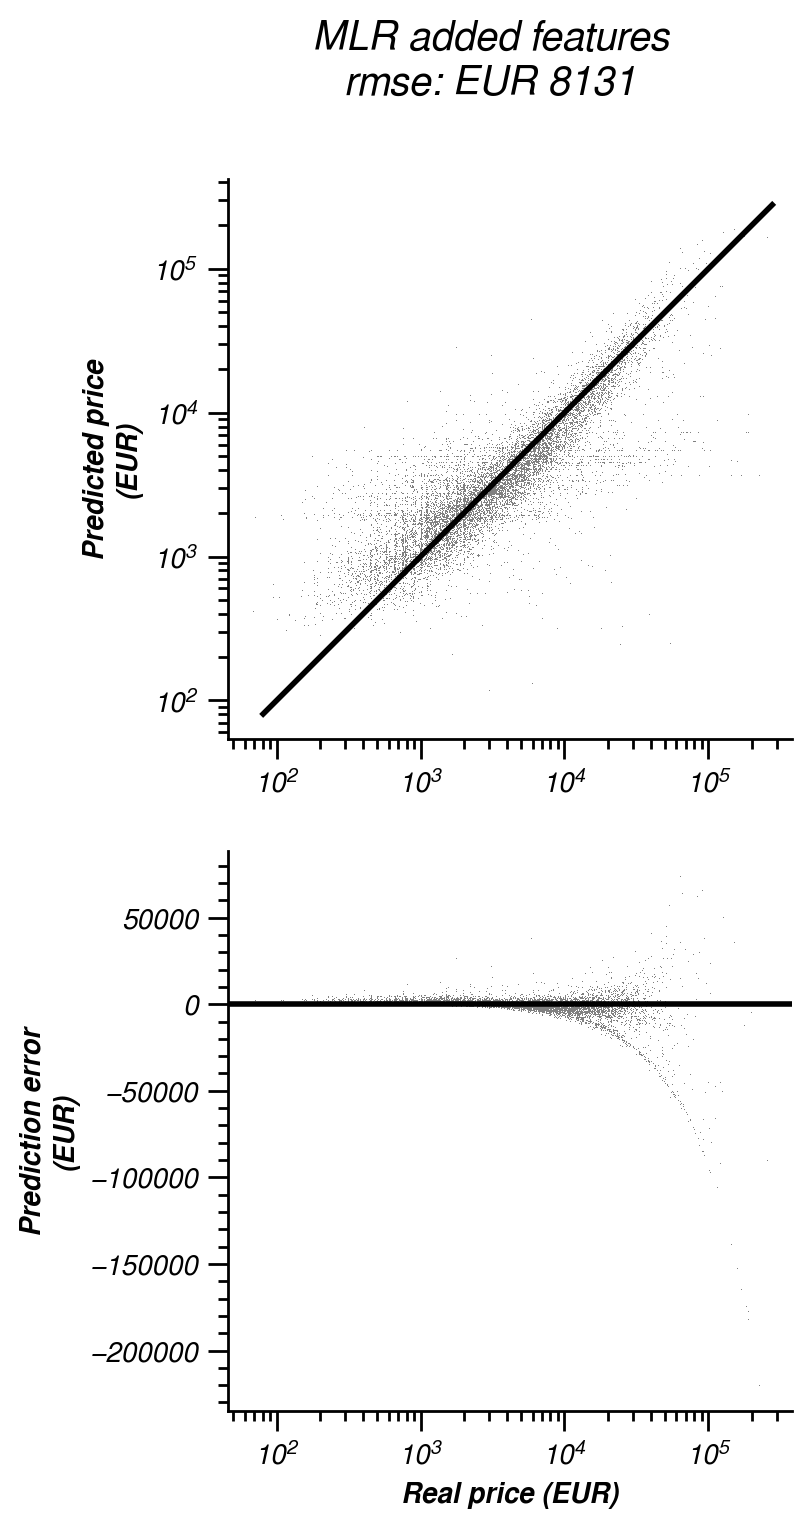 MLR added features
rmse: EUR 8131
Predicted price
(EUR)
10^5
10^4
10^3
10^2
10^2 10^3 10^4 10^5
Prediction error
(EUR)
50000
0
−50000
−100000
−150000
−200000
10^2 10^3 10^4 10^5
Real price (EUR)